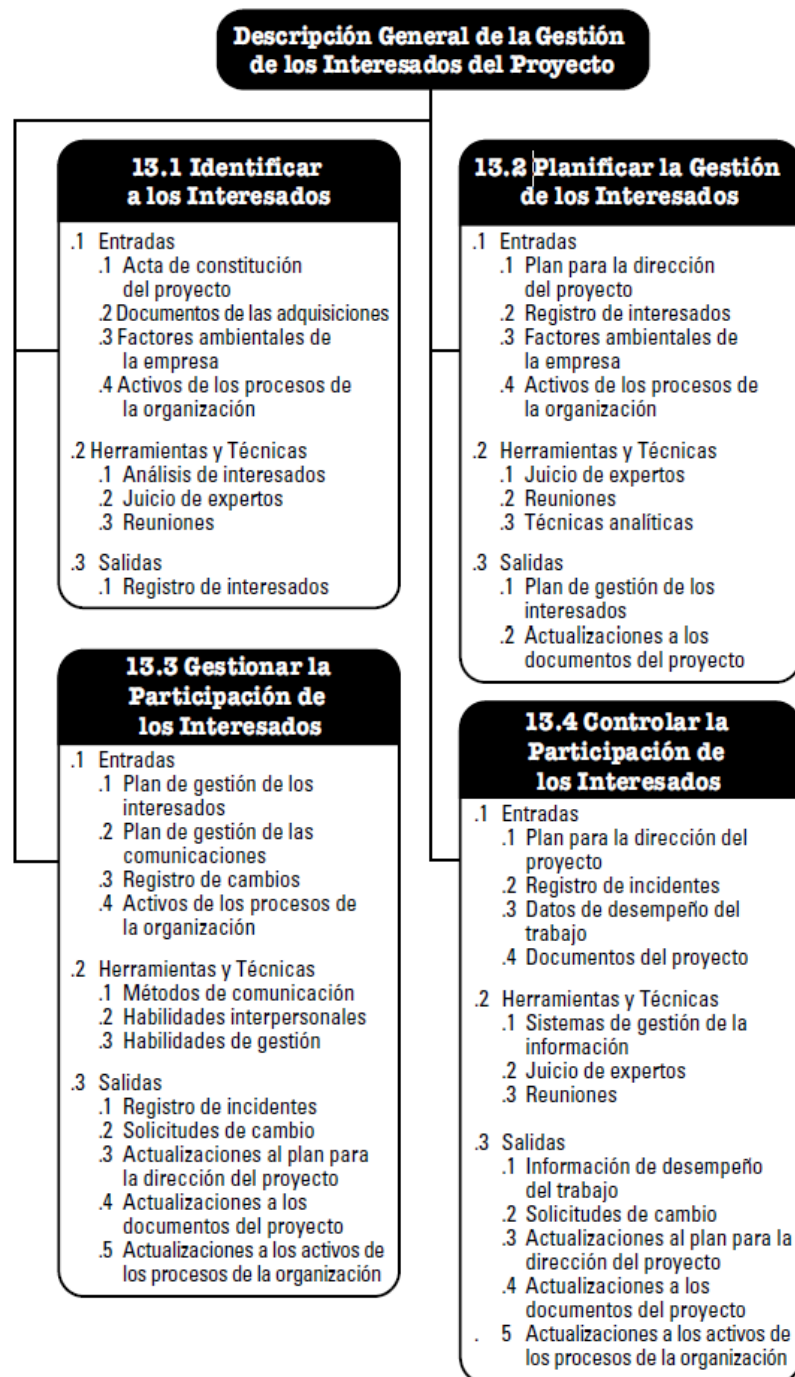 Descripción General de la Gestión
de los Interesados del Proyecto
13.1 Identificar
a los Interesados
.1 Entradas
.1 Acta de constitución
del proyecto
.2 Documentos de las adquisiciones
.3 Factores ambientales de
la empresa
.4 Activos de los procesos de
la organización
.2 Herramientas y Técnicas
.1 Análisis de interesados
.2 Juicio de expertos
.3 Reuniones
.3 Salidas
.1 Registro de interesados
13.2 Planificar la Gestión
de los Interesados
.1 Entradas
.1 Plan para la dirección
del proyecto
.2 Registro de interesados
.3 Factores ambientales de
la empresa
.4 Activos de los procesos de
la organización
.2 Herramientas y Técnicas
.1 Juicio de expertos
.2 Reuniones
.3 Técnicas analíticas
.3 Salidas
.1 Plan de gestión de los
interesados
.2 Actualizaciones a los
documentos del proyecto
13.3 Gestionar la
Participación de
los Interesados
.1 Entradas
.1 Plan de gestión de los
interesados
.2 Plan de gestión de las
comunicaciones
.3 Registro de cambios
.4 Activos de los procesos de
la organización
.2 Herramientas y Técnicas
.1 Métodos de comunicación
.2 Habilidades interpersonales
.3 Habilidades de gestión
.3 Salidas
.1 Registro de incidentes
.2 Solicitudes de cambio
.3 Actualizaciones al plan para
la dirección del proyecto
.4 Actualizaciones a los
documentos del proyecto
.5 Actualizaciones a los activos de
los procesos de la organización
13.4 Controlar la
Participación de
los Interesados
.1 Entradas
.1 Plan para la dirección del
proyecto
.2 Registro de incidentes
.3 Datos de desempeño del
trabajo
.4 Documentos del proyecto
.2 Herramientas y Técnicas
.1 Sistemas de gestión de la
información
.2 Juicio de expertos
.3 Reuniones
.3 Salidas
.1 Información de desempeño
del trabajo
.2 Solicitudes de cambio
.3 Actualizaciones al plan para la
dirección del proyecto
.4 Actualizaciones a los
documentos del proyecto
. 5 Actualizaciones a los activos de
los procesos de la organización